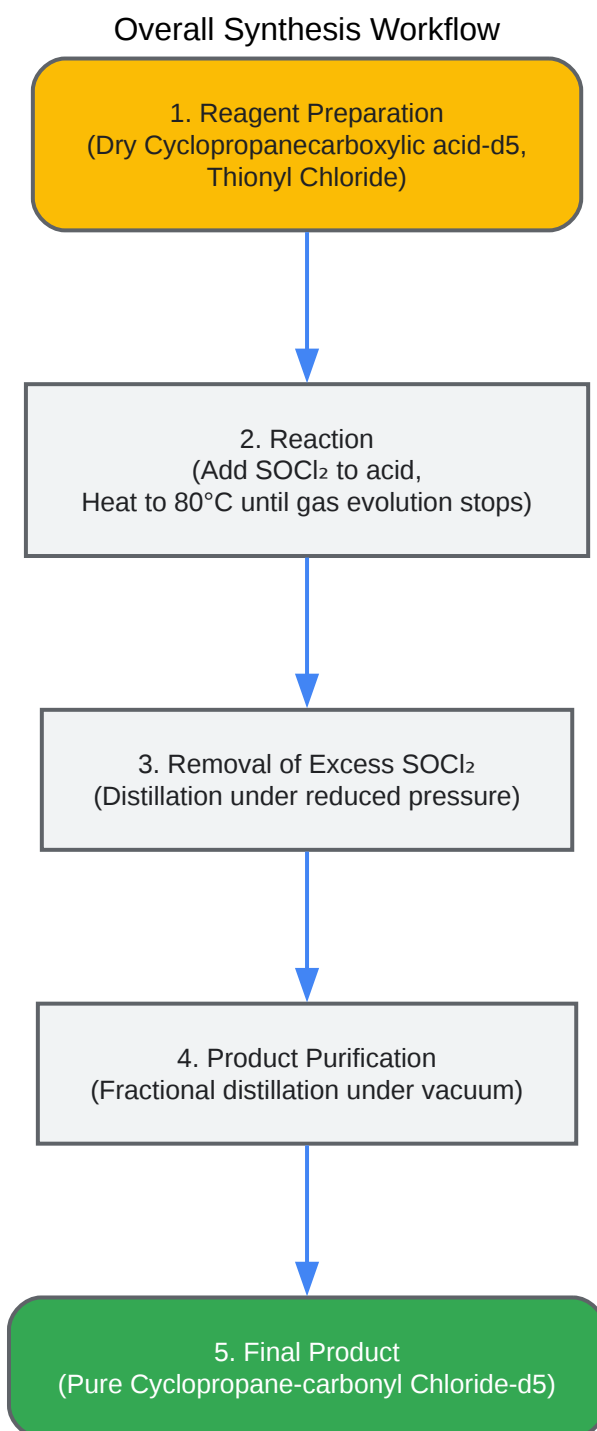 Overall Synthesis Workflow
1. Reagent Preparation
(Dry Cyclopropanecarboxylic acid-d5,
Thionyl Chloride)
2. Reaction
(Add SOCl₂ to acid,
Heat to 80°C until gas evolution stops)
3. Removal of Excess SOCl₂
(Distillation under reduced pressure)
4. Product Purification
(Fractional distillation under vacuum)
5. Final Product
(Pure Cyclopropane-carbonyl Chloride-d5)